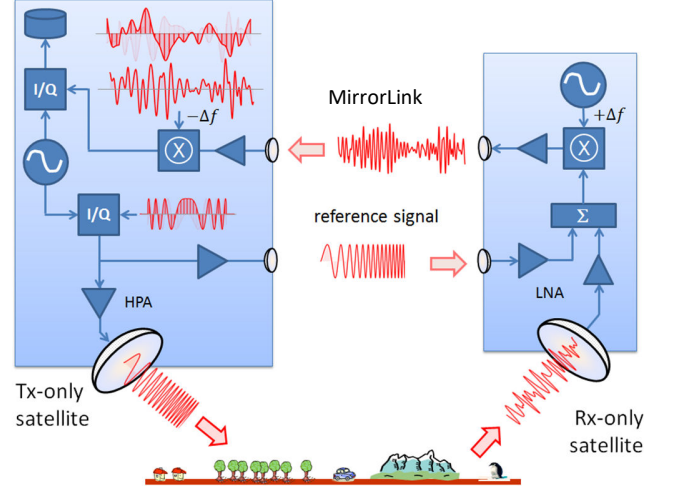 I/Q
−Δf
X
MirrorLink
+Δf
X
I/Q
reference signal
Σ
HPA
LNA
Tx-only
satellite
Rx-only
satellite